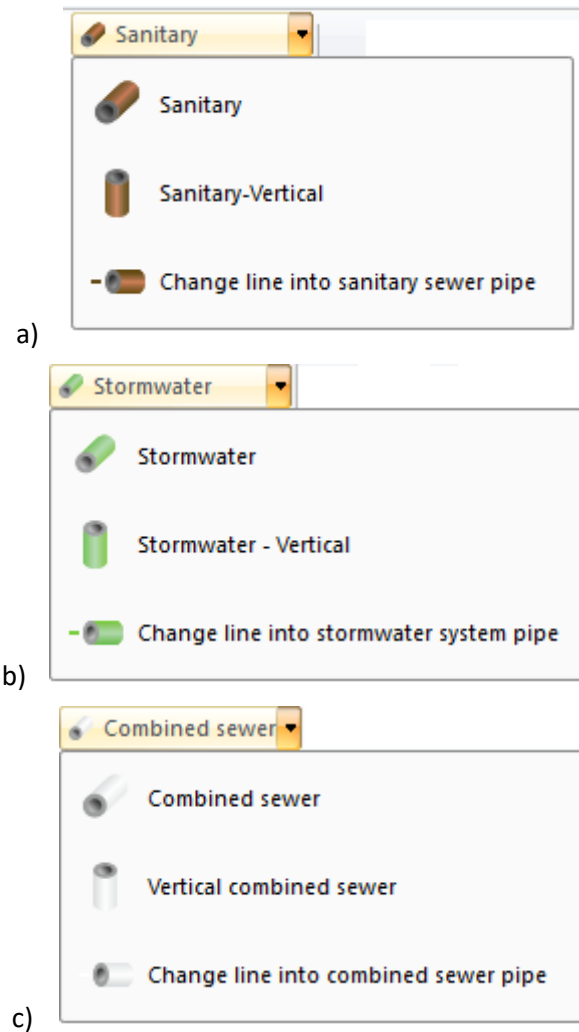 Sanitary
Sanitary
Sanitary-Vertical
Change line into sanitary sewer pipe
a)
Stormwater
Stormwater
Stormwater - Vertical
Change line into stormwater system pipe
b)
Combined sewer
Combined sewer
Vertical combined sewer
Change line into combined sewer pipe
c)